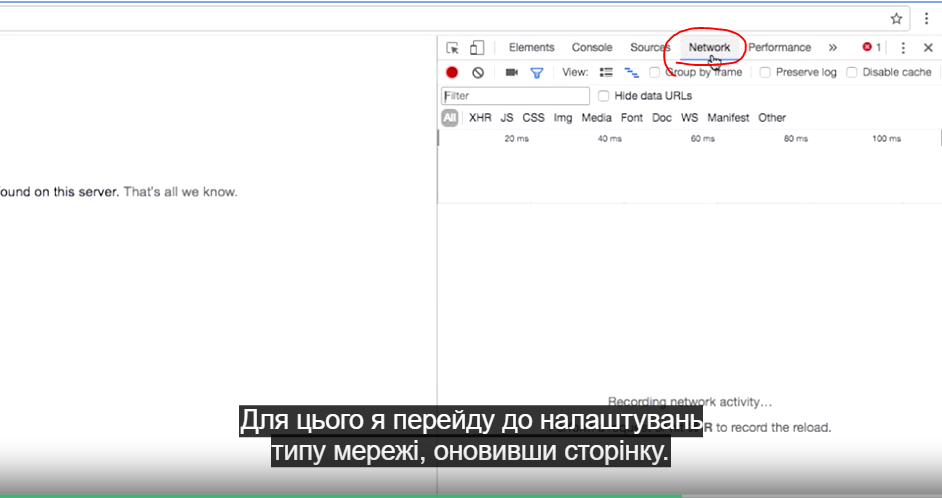 Elements Console Sources Network Performance » 1
View: Group by frame Preserve log Disable cache
Filter Hide data URLs
All XHR JS CSS Img Media Font Doc WS Manifest Other
20 ms 40 ms 60 ms 80 ms 100 ms
ound on this server. That's all we know.
Recording network activity…
R to record the reload.
Для цього я перейду до налаштувань
типу мережі, оновивши сторінку.